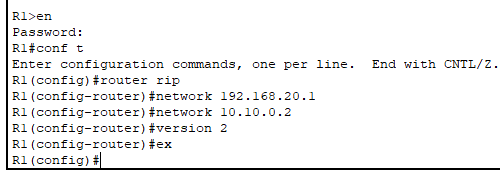 R1>en
Password:
R1#conf t
Enter configuration commands, one per line.  End with CNTL/Z.
R1(config)#router rip
R1(config-router)#network 192.168.20.1
R1(config-router)#network 10.10.0.2
R1(config-router)#version 2
R1(config-router)#ex
R1(config)#